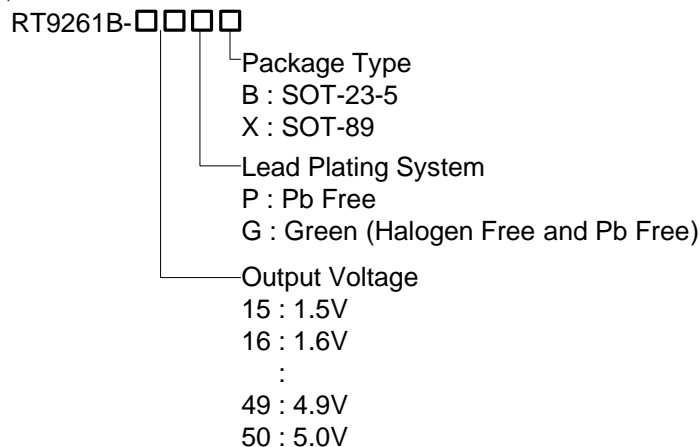 RT9261B-□□□□
Package Type
B : SOT-23-5
X : SOT-89
Lead Plating System
P : Pb Free
G : Green (Halogen Free and Pb Free)
Output Voltage
15 : 1.5V
16 : 1.6V
:
49 : 4.9V
50 : 5.0V